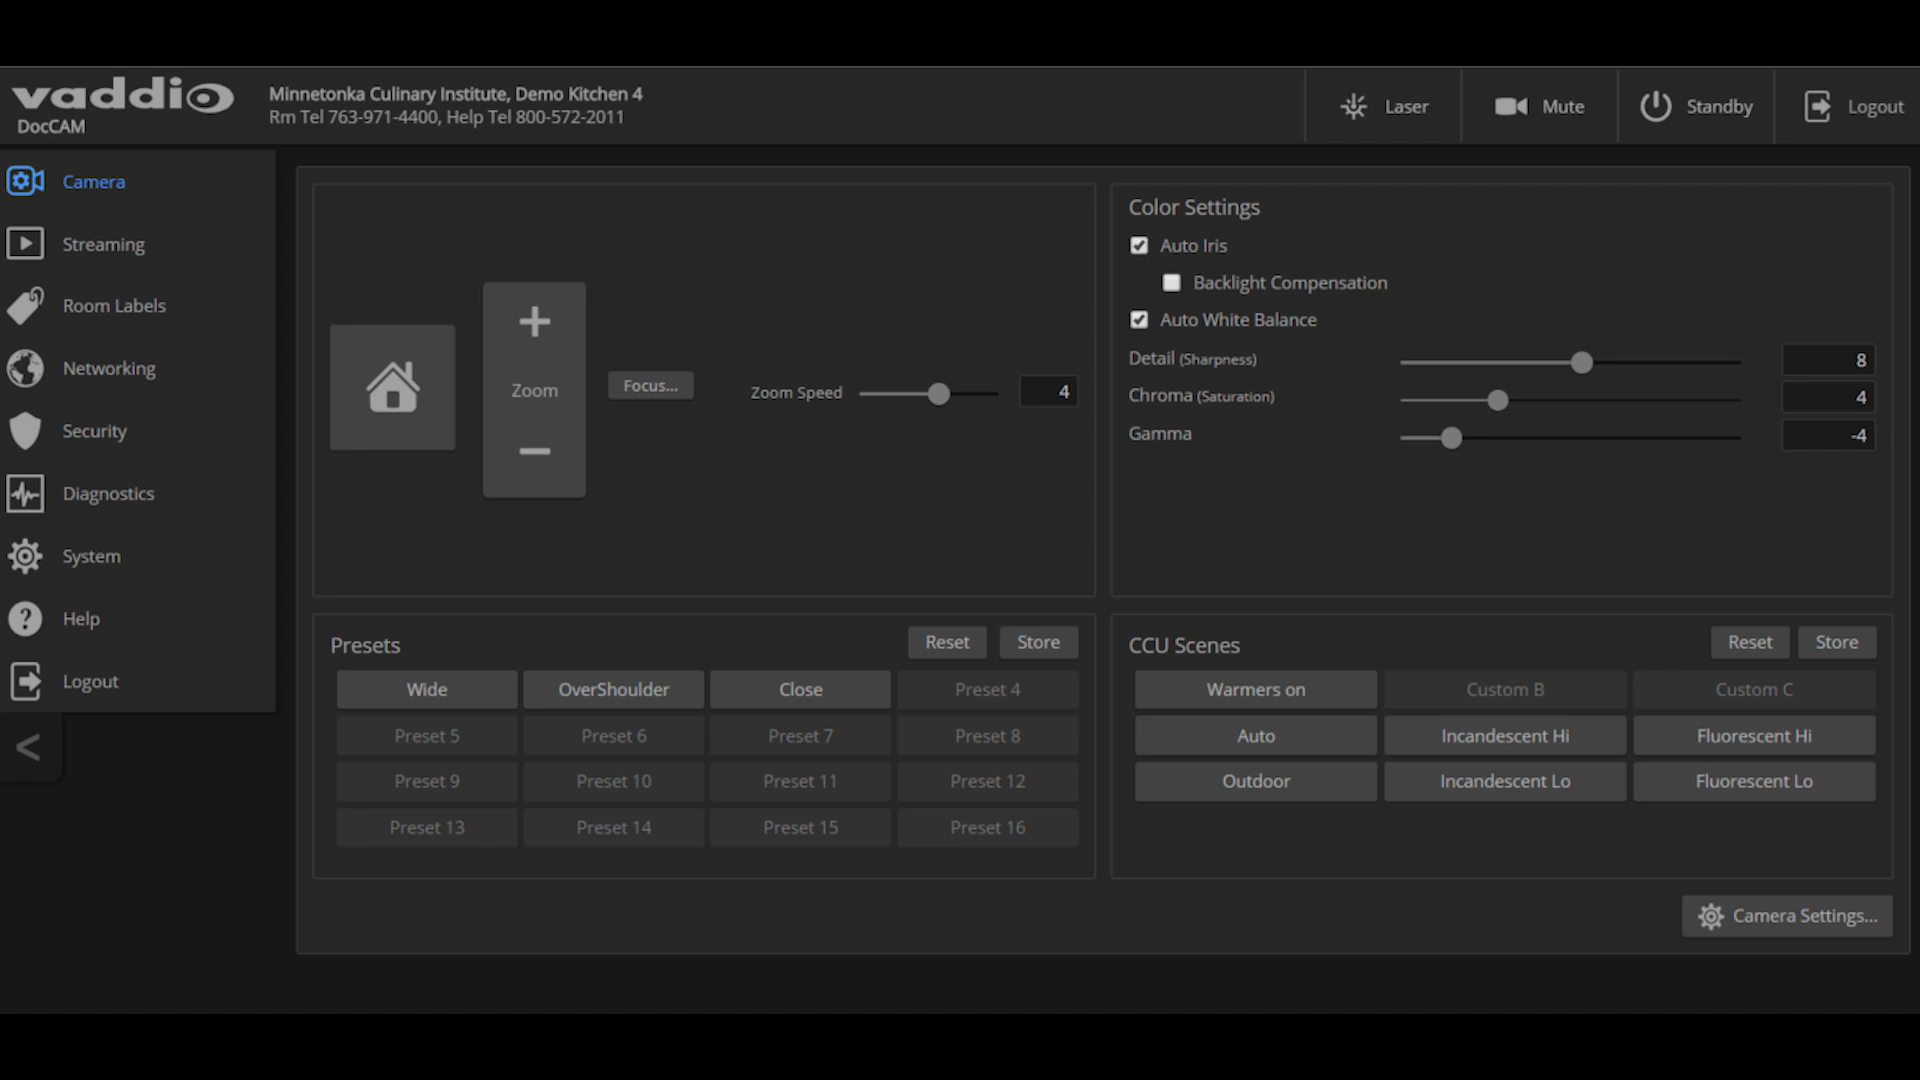 vaddio
DocCAM
Minnetonka Culinary Institute, Demo Kitchen 4
Rm Tel 763-971-4400, Help Tel 800-572-2011
Laser
Mute
Standby
Logout
Camera
Streaming
Room Labels
Networking
Security
Diagnostics
System
Help
Logout
<
+
Zoom
−
Focus...
Zoom Speed 4
Color Settings
Auto Iris
Backlight Compensation
Auto White Balance
Detail (Sharpness) 8
Chroma (Saturation) 4
Gamma -4
Presets Reset Store
Wide OverShoulder Close Preset 4
Preset 5 Preset 6 Preset 7 Preset 8
Preset 9 Preset 10 Preset 11 Preset 12
Preset 13 Preset 14 Preset 15 Preset 16
CCU Scenes Reset Store
Warmers on Custom B Custom C
Auto Incandescent Hi Fluorescent Hi
Outdoor Incandescent Lo Fluorescent Lo
Camera Settings...